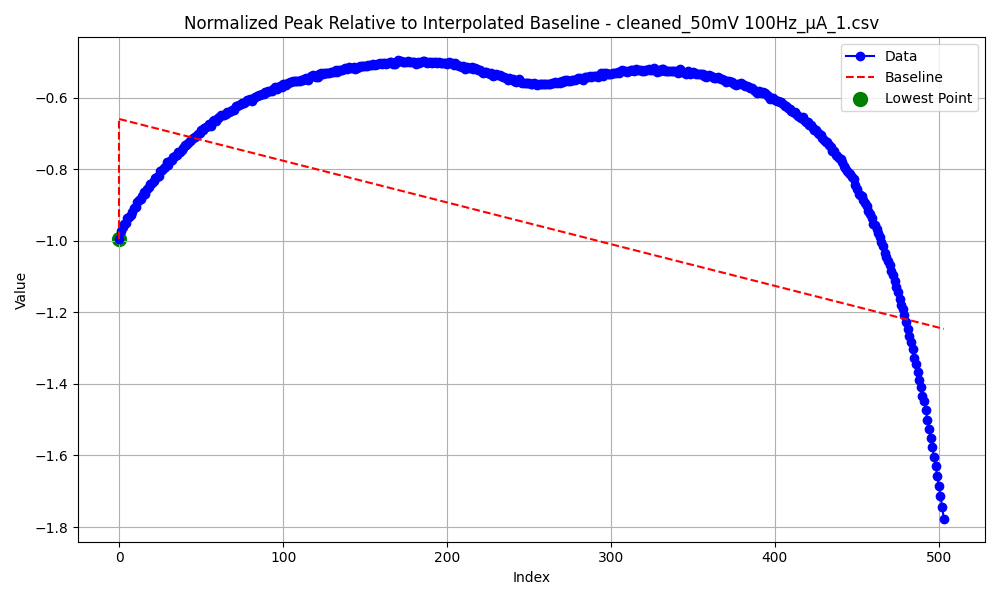 Normalized Peak Relative to Interpolated Baseline - cleaned_50mV 100Hz_μA_1.csv
Data
Baseline
Lowest Point
Value
−0.6
−0.8
−1.0
−1.2
−1.4
−1.6
−1.8
0 100 200 300 400 500
Index